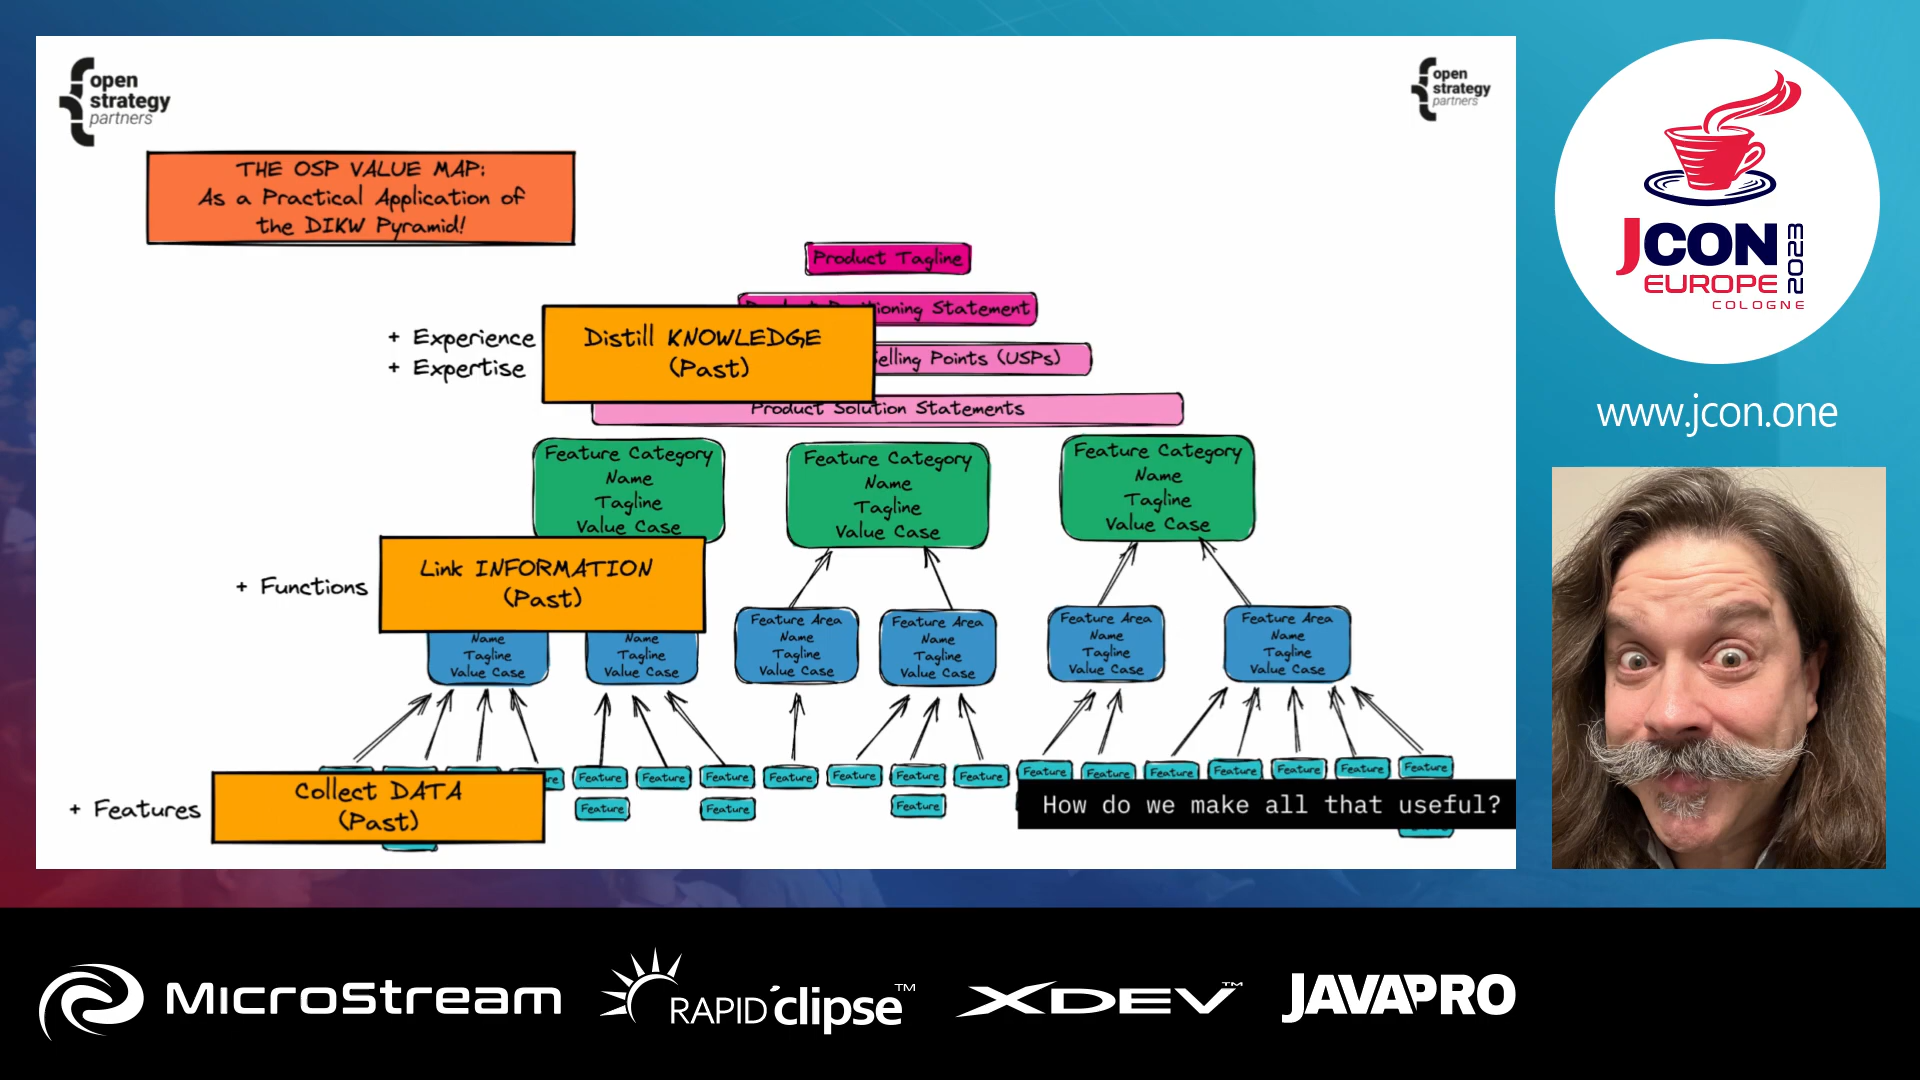 open
strategy
partners
open
strategy
partners
THE OSP VALUE MAP:
As a Practical Application of
the DIKW Pyramid!
Product Tagline
Positioning Statement
+ Experience
+ Expertise
Distill KNOWLEDGE
(Past)
Selling Points (USPs)
Product Solution Statements
Feature Category
Name
Tagline
Value Case
Feature Category
Name
Tagline
Value Case
Feature Category
Name
Tagline
Value Case
+ Functions
Link INFORMATION
(Past)
Name
Tagline
Value Case
Name
Tagline
Value Case
Feature Area
Name
Tagline
Value Case
Feature Area
Name
Tagline
Value Case
Feature Area
Name
Tagline
Value Case
Feature Area
Name
Tagline
Value Case
+ Features
Collect DATA
(Past)
Feature Feature Feature Feature Feature Feature Feature Feature Feature Feature Feature Feature Feature Feature
Feature Feature Feature
How do we make all that useful?
JCON
EUROPE
2023
COLOGNE
www.jcon.one
MICROSTREAM
RAPID'clipse™
XDEV™
JAVAPRO